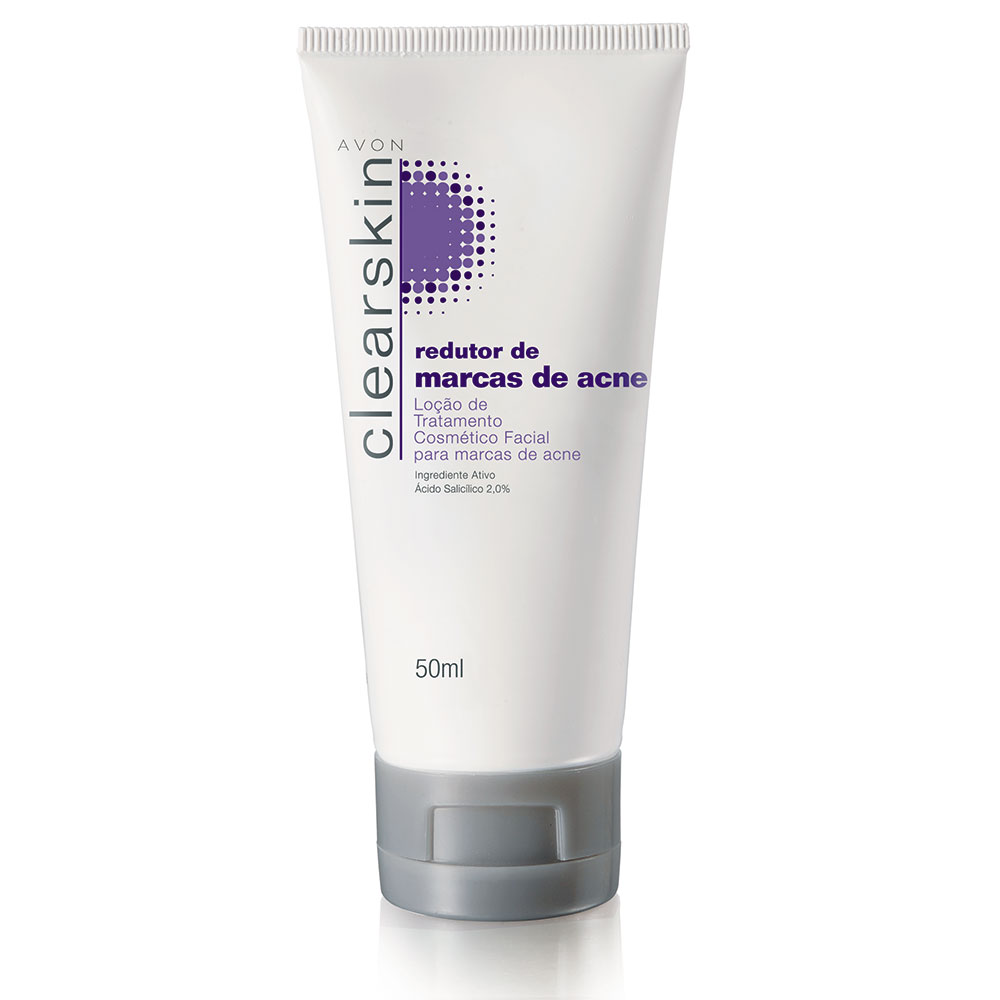 AVON
clearskin
redutor de
marcas de acne
Loção de
Tratamento
Cosmético Facial
para marcas de acne
Ingrediente Ativo
Ácido Salicílico 2,0%
50ml